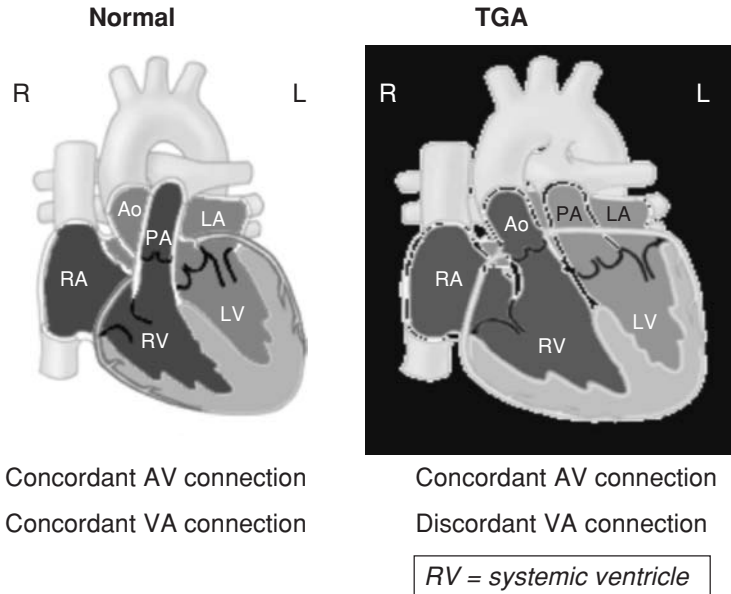 Normal
R L
Ao
PA
LA
RA
LV
RV
Concordant AV connection
Concordant VA connection
TGA
R L
Ao
PA
LA
RA
LV
RV
Concordant AV connection
Discordant VA connection
RV = systemic ventricle